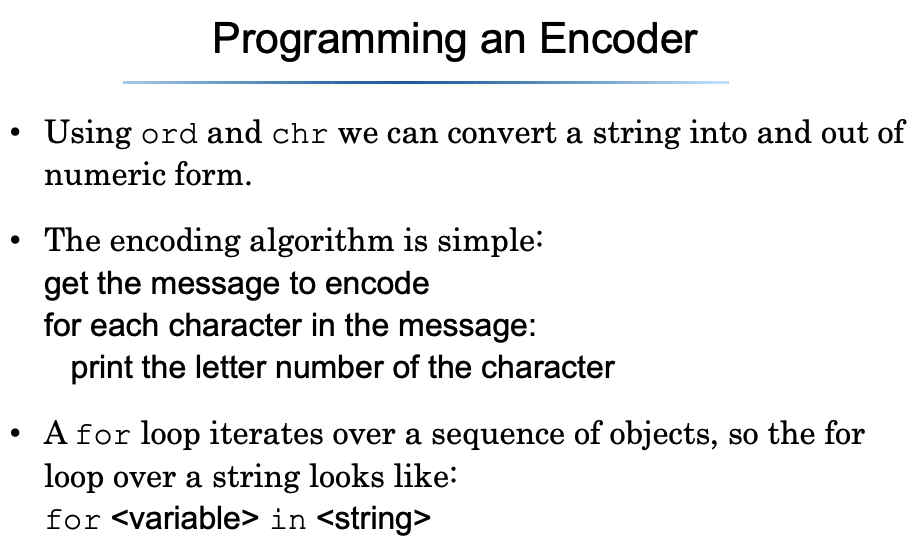 Programming an Encoder
• Using ord and chr we can convert a string into and out of
numeric form.
• The encoding algorithm is simple:
get the message to encode
for each character in the message:
print the letter number of the character
• A for loop iterates over a sequence of objects, so the for
loop over a string looks like:
for <variable> in <string>